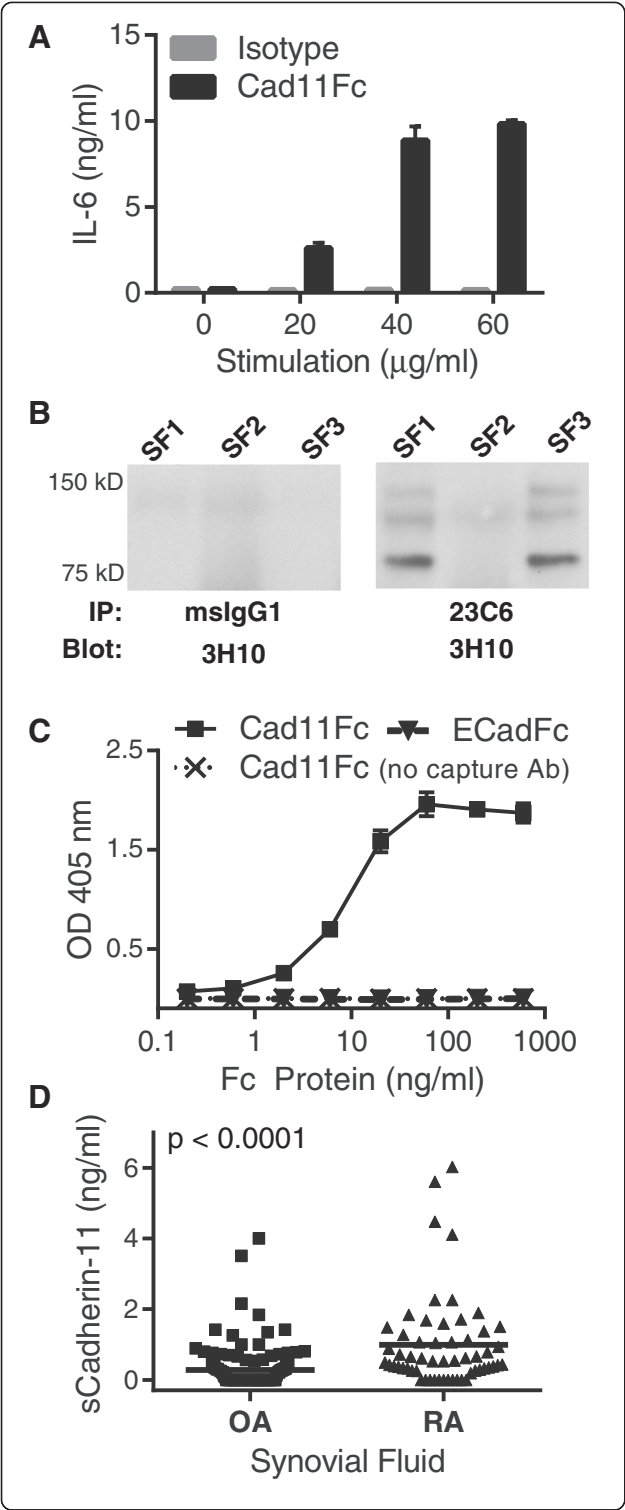 A
15
Isotype
Cad11Fc
10
5
0
IL-6 (ng/ml)
0 20 40 60
Stimulation (μg/ml)
B
SF1 SF2 SF3 SF1 SF2 SF3
150 kD
75 kD
IP: msIgG1 23C6
Blot: 3H10 3H10
C
Cad11Fc ECadFc
Cad11Fc (no capture Ab)
2.5
1.5
0.5
OD 405 nm
0.1 1 10 100 1000
Fc Protein (ng/ml)
D
p < 0.0001
6
4
2
0
sCadherin-11 (ng/ml)
OA RA
Synovial Fluid